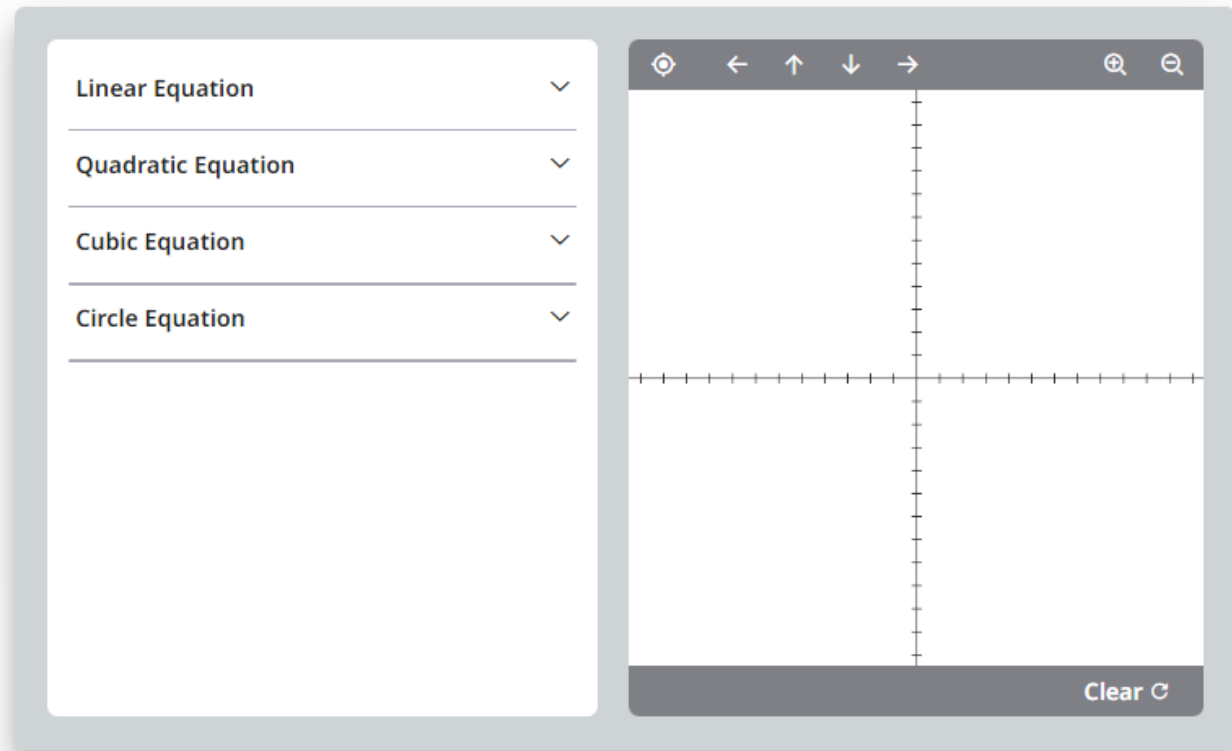 Linear Equation
Quadratic Equation
Cubic Equation
Circle Equation
Clear